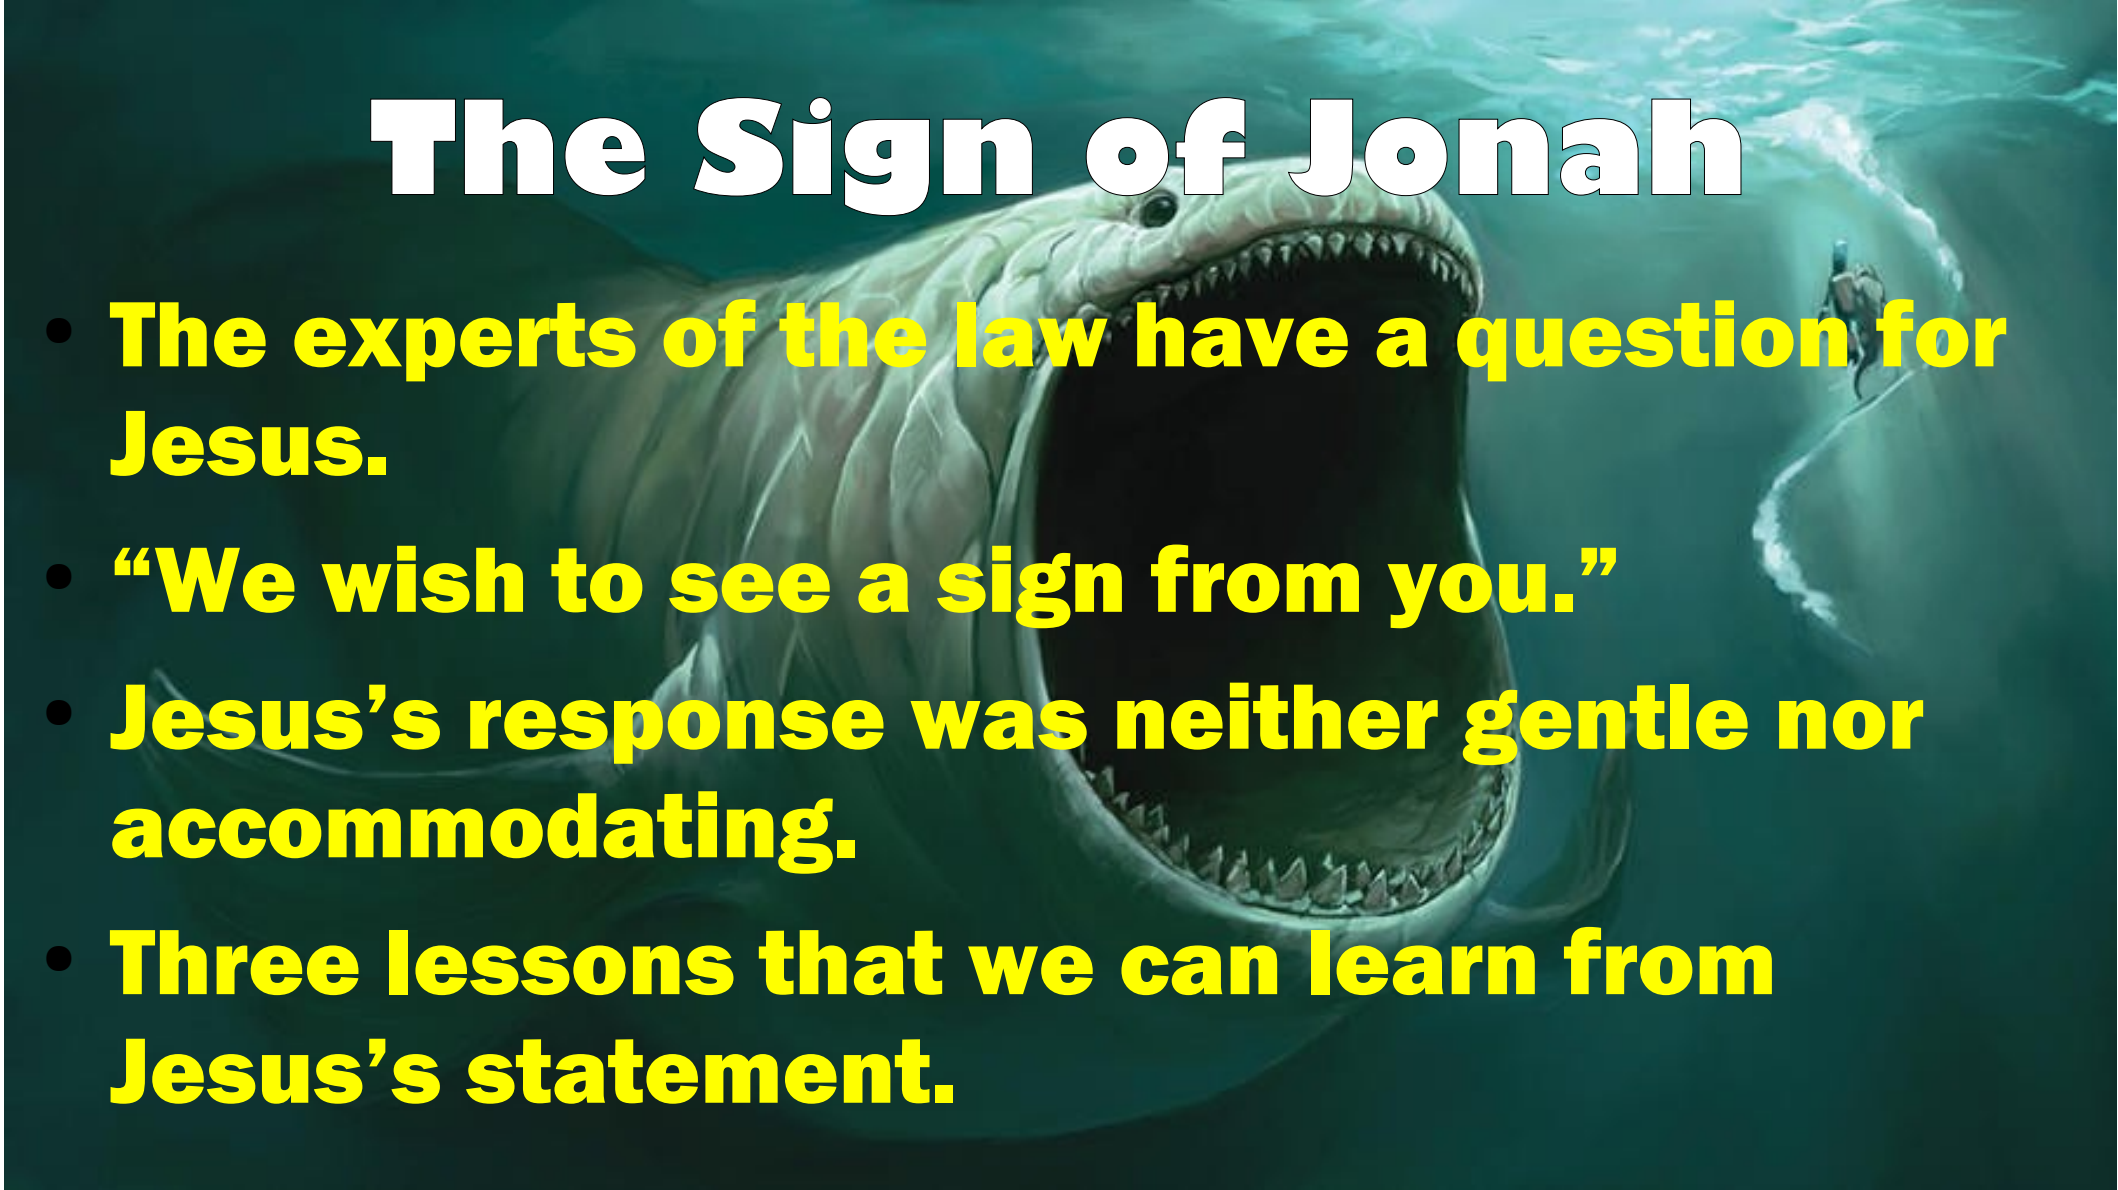 The Sign of Jonah
• The experts of the law have a question for
Jesus.
• “We wish to see a sign from you.”
• Jesus’s response was neither gentle nor
accommodating.
• Three lessons that we can learn from
Jesus’s statement.